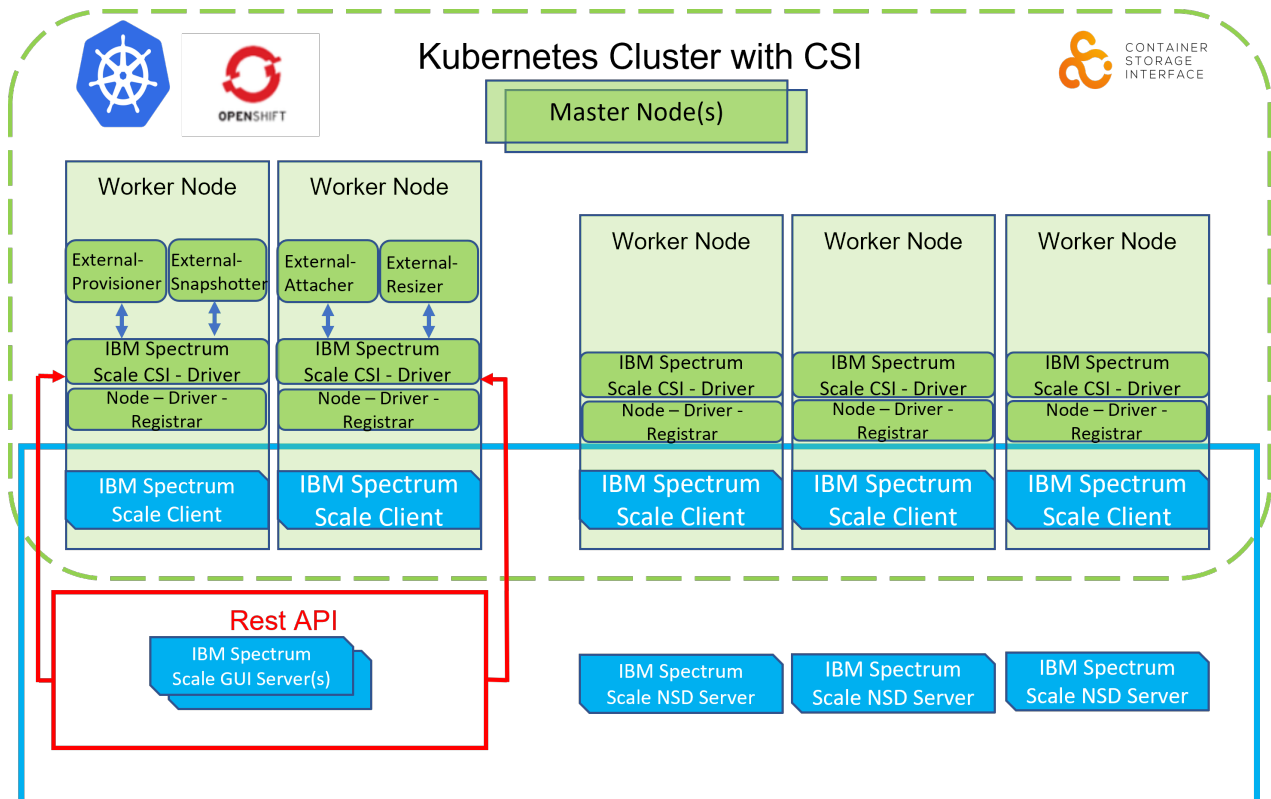 Kubernetes Cluster with CSI
OPENSHIFT
CONTAINER
STORAGE
INTERFACE
Master Node(s)
Worker Node
External-
Provisioner
External-
Snapshotter
IBM Spectrum
Scale CSI - Driver
Node – Driver -
Registrar
IBM Spectrum
Scale Client
Worker Node
External-
Attacher
External-
Resizer
IBM Spectrum
Scale CSI - Driver
Node – Driver -
Registrar
IBM Spectrum
Scale Client
Worker Node
IBM Spectrum
Scale CSI - Driver
Node – Driver -
Registrar
IBM Spectrum
Scale Client
Worker Node
IBM Spectrum
Scale CSI - Driver
Node – Driver -
Registrar
IBM Spectrum
Scale Client
Worker Node
IBM Spectrum
Scale CSI - Driver
Node – Driver -
Registrar
IBM Spectrum
Scale Client
Rest API
IBM Spectrum
Scale GUI Server(s)
IBM Spectrum
Scale NSD Server
IBM Spectrum
Scale NSD Server
IBM Spectrum
Scale NSD Server